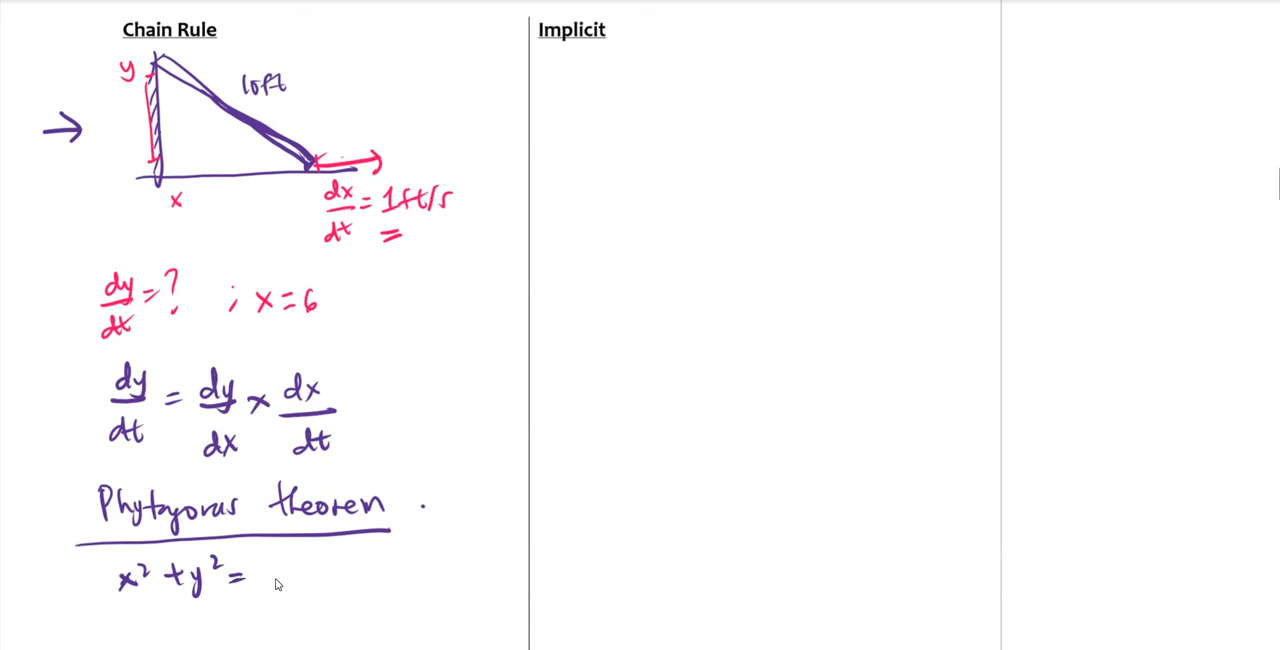 Chain Rule
y
10ft
x
dx/dt = 1ft/s
=
dy/dt = ? ; x = 6
dy/dt = dy/dx × dx/dt
Phytagoras theorem .
x² + y² =
Implicit